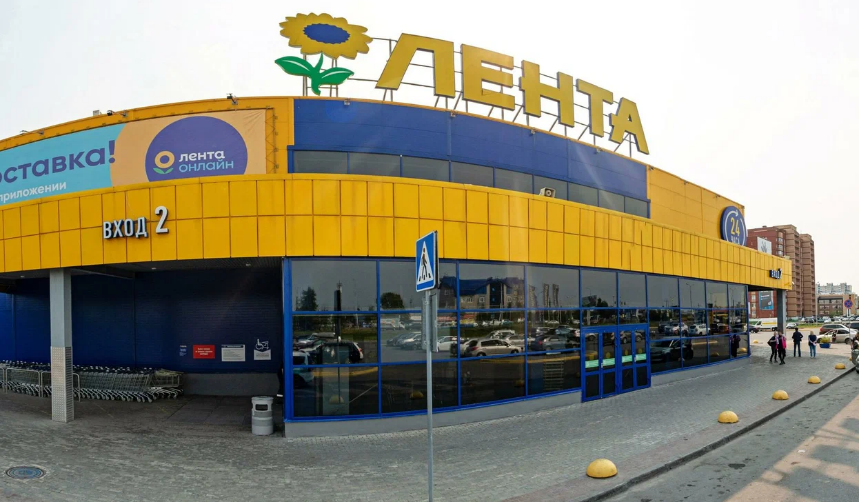 ЛЕНТА
оставка!
приложении
лента
онлайн
ВХОД 2
24